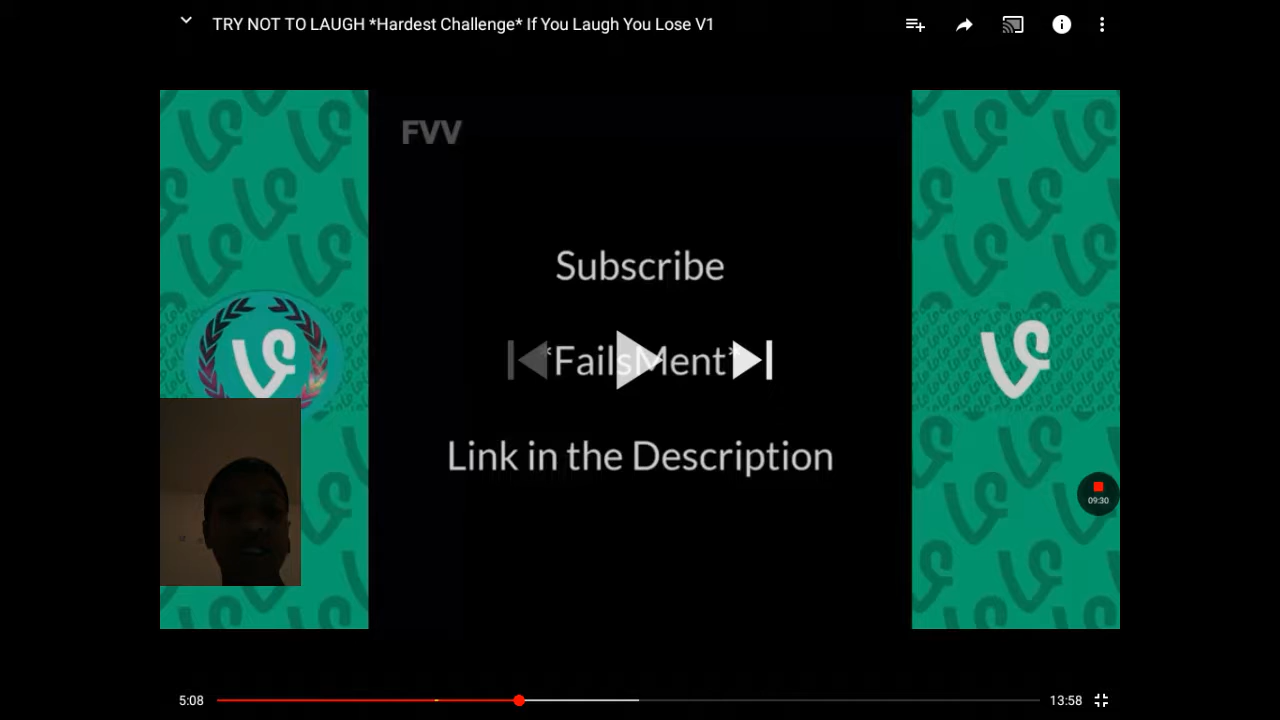 TRY NOT TO LAUGH *Hardest Challenge* If You Laugh You Lose V1
FVV
Subscribe
*FailsMent*
Link in the Description
09:30
5:08
13:58